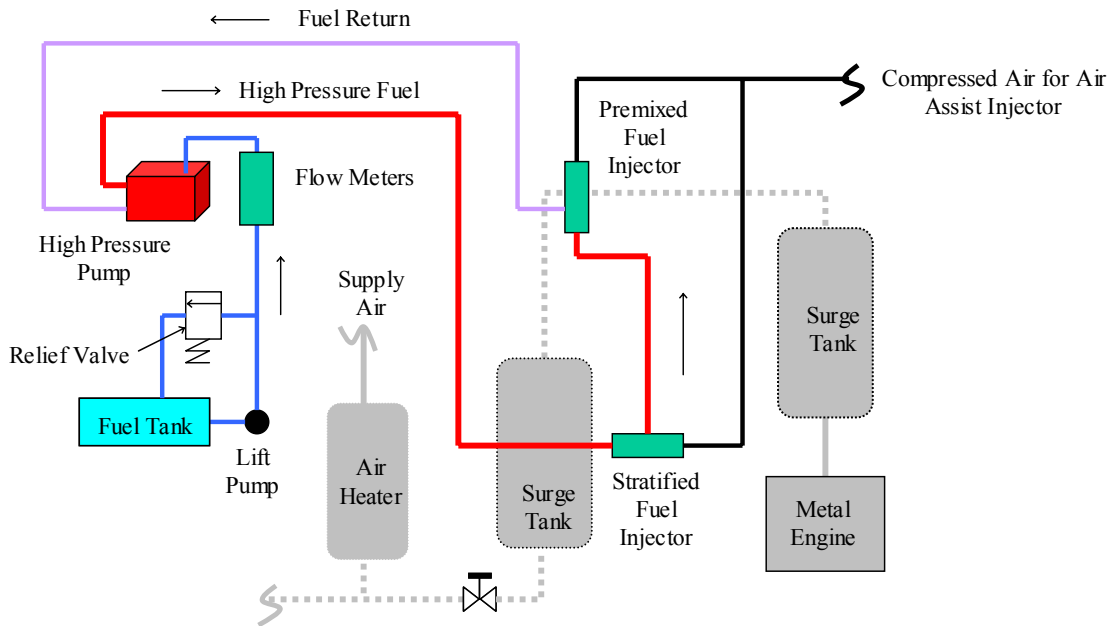 Fuel Return
High Pressure Fuel
Compressed Air for Air
Assist Injector
Premixed
Fuel
Injector
Flow Meters
High Pressure
Pump
Supply
Air
Surge
Tank
Relief Valve
Fuel Tank
Lift
Pump
Air
Heater
Surge
Tank
Stratified
Fuel
Injector
Metal
Engine